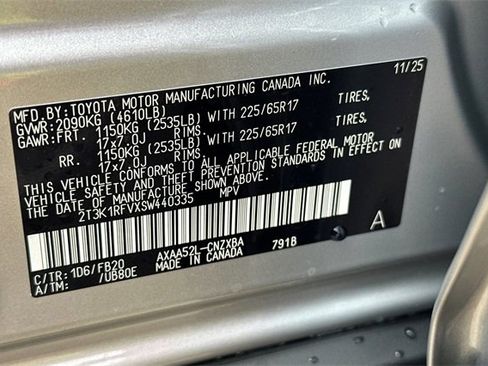 MFD.BY:TOYOTA MOTOR MANUFACTURING CANADA INC. 11/25
GVWR:2090KG (4610LB)
GAWR:FRT. 1150KG (2535LB) WITH 225/65R17 TIRES,
17x7.0J RIMS.
RR. 1150KG (2535LB) WITH 225/65R17 TIRES,
17x7.0J RIMS.
THIS VEHICLE CONFORMS TO ALL APPLICABLE FEDERAL MOTOR
VEHICLE SAFETY AND THEFT PREVENTION STANDARDS IN EFFECT ON
THE DATE OF MANUFACTURE SHOWN ABOVE.
2T3K1RFVXSW440335 MPV
A
C/TR: 1D6/FB20 AXAA52L-CNZXBA 791B
A/TM: /UB80E MADE IN CANADA